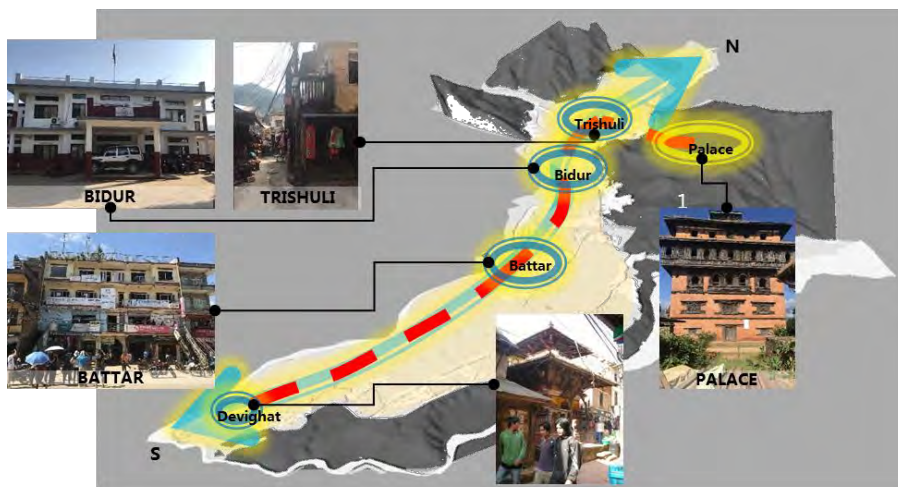 N
Trishuli
Palace
Bidur
BIDUR
TRISHULI
1
Battar
BATTAR
PALACE
Devighat
S